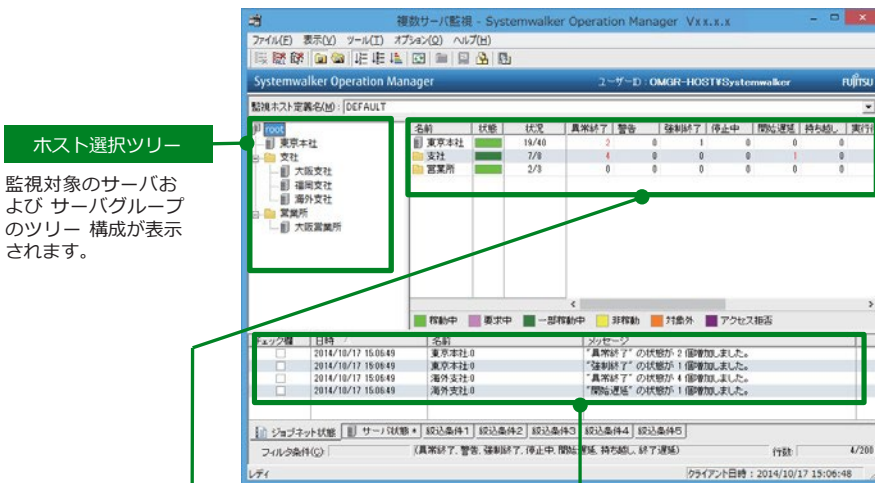 複数サーバ監視 - Systemwalker Operation Manager Vx.x.x.x
ファイル(F) 表示(V) ツール(T) オプション(O) ヘルプ(H)
Systemwalker Operation Manager
ユーザーID : OMGR-HOST¥Systemwalker
FUJITSU
監視ホスト定義名(M) : DEFAULT
ホスト選択ツリー
監視対象のサーバお
よび サーバグループ
のツリー 構成が表示
されます。
root
東京本社
支社
大阪支社
福岡支社
海外支社
営業所
大阪営業所
名前 状態 状況 異常終了 警告 強制終了 停止中 開始遅延 持ち越し 実行
東京本社 19/40 2 0 1 0 0 0
支社 7/8 4 0 0 0 1 0
営業所 2/3 0 0 0 0 0 0
稼動中 要求中 一部稼動中 非稼動 対象外 アクセス拒否
チェック欄 日時 名前 メッセージ
2014/10/17 15:06:49 東京本社:0 "異常終了" の状態が 2 個増加しました。
2014/10/17 15:06:49 東京本社:0 "強制終了" の状態が 1 個増加しました。
2014/10/17 15:06:49 海外支社:0 "異常終了" の状態が 4 個増加しました。
2014/10/17 15:06:49 海外支社:0 "開始遅延" の状態が 1 個増加しました。
ジョブネット状態 サーバ状態 * 絞込条件1 絞込条件2 絞込条件3 絞込条件4 絞込条件5
フィルタ条件(C): (異常終了, 警告, 強制終了, 停止中, 開始遅延, 持ち越し, 終了遅延) 行数: 4/200
レディ
クライアント日時 : 2014/10/17 15:06:48